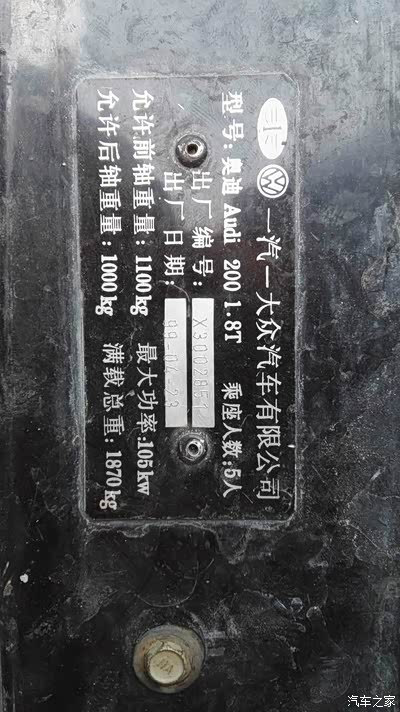 一汽一大众汽车有限公司
型号:奥迪 Audi 200 1.8T 乘座人数:5人
出厂编号: X3002851
出厂日期: 99-04-23
允许前轴重量:1100kg 最大功率:105kw
允许后轴重量:1000kg 满载总重:1870kg
汽车之家